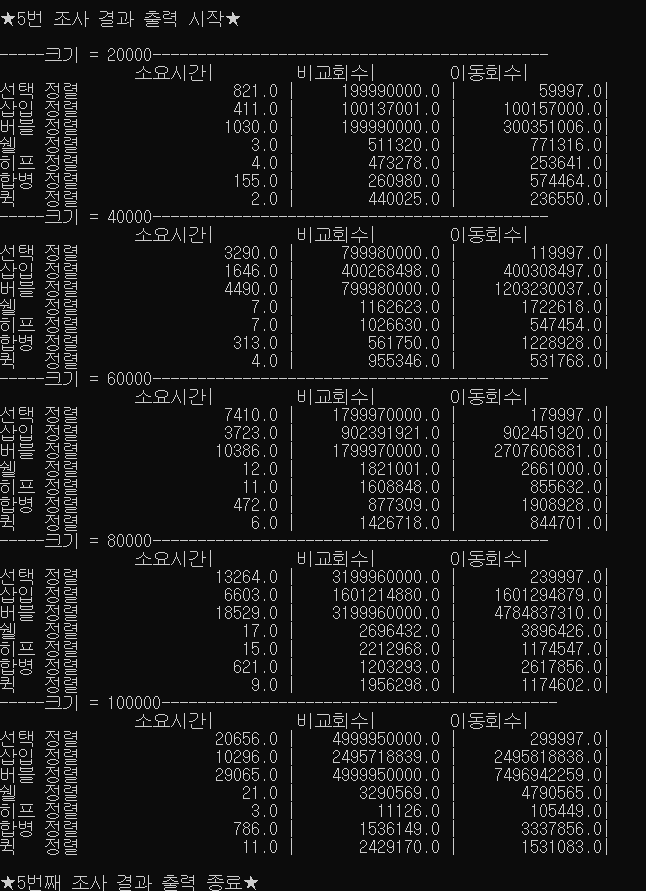 ★5번 조사 결과 출력 시작★
-----크기 = 20000--------------------------------------------
소요시간| 비교회수| 이동회수|
선택 정렬 821.0 | 199990000.0 | 59997.0|
삽입 정렬 411.0 | 100137001.0 | 100157000.0|
버블 정렬 1030.0 | 199990000.0 | 300351006.0|
쉘 정렬 3.0 | 511320.0 | 771316.0|
히프 정렬 4.0 | 473278.0 | 253641.0|
합병 정렬 155.0 | 260980.0 | 574464.0|
퀵 정렬 2.0 | 440025.0 | 236550.0|
-----크기 = 40000--------------------------------------------
소요시간| 비교회수| 이동회수|
선택 정렬 3290.0 | 799980000.0 | 119997.0|
삽입 정렬 1646.0 | 400268498.0 | 400308497.0|
버블 정렬 4490.0 | 799980000.0 | 1203230037.0|
쉘 정렬 7.0 | 1162623.0 | 1722618.0|
히프 정렬 7.0 | 1026630.0 | 547454.0|
합병 정렬 313.0 | 561750.0 | 1228928.0|
퀵 정렬 4.0 | 955346.0 | 531768.0|
-----크기 = 60000--------------------------------------------
소요시간| 비교회수| 이동회수|
선택 정렬 7410.0 | 1799970000.0 | 179997.0|
삽입 정렬 3723.0 | 902391921.0 | 902451920.0|
버블 정렬 10386.0 | 1799970000.0 | 2707606881.0|
쉘 정렬 12.0 | 1821001.0 | 2661000.0|
히프 정렬 11.0 | 1608848.0 | 855632.0|
합병 정렬 472.0 | 877309.0 | 1908928.0|
퀵 정렬 6.0 | 1426718.0 | 844701.0|
-----크기 = 80000--------------------------------------------
소요시간| 비교회수| 이동회수|
선택 정렬 13264.0 | 3199960000.0 | 239997.0|
삽입 정렬 6603.0 | 1601214880.0 | 1601294879.0|
버블 정렬 18529.0 | 3199960000.0 | 4784837310.0|
쉘 정렬 17.0 | 2696432.0 | 3896426.0|
히프 정렬 15.0 | 2212968.0 | 1174547.0|
합병 정렬 621.0 | 1203293.0 | 2617856.0|
퀵 정렬 9.0 | 1956298.0 | 1174602.0|
-----크기 = 100000--------------------------------------------
소요시간| 비교회수| 이동회수|
선택 정렬 20656.0 | 4999950000.0 | 299997.0|
삽입 정렬 10296.0 | 2495718839.0 | 2495818838.0|
버블 정렬 29065.0 | 4999950000.0 | 7496942259.0|
쉘 정렬 21.0 | 3290569.0 | 4790565.0|
히프 정렬 3.0 | 11126.0 | 105449.0|
합병 정렬 786.0 | 1536149.0 | 3337856.0|
퀵 정렬 11.0 | 2429170.0 | 1531083.0|
★5번째 조사 결과 출력 종료★